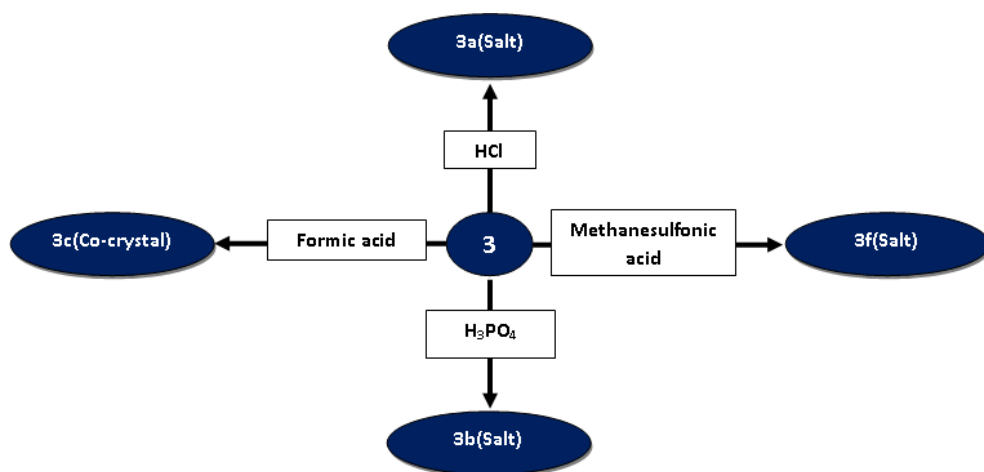 3a(Salt)
HCl
3c(Co-crystal)
Formic acid
3
Methanesulfonic
acid
3f(Salt)
H₃PO₄
3b(Salt)